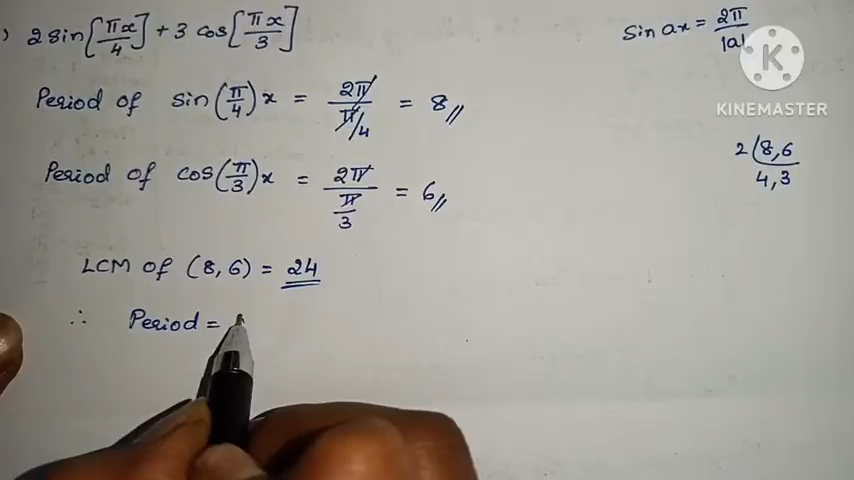 ) 2 sin[πx/4] + 3 cos[πx/3]
Sin ax = 2π/|a|
KINEMASTER
Period of sin(π/4)x = 2π/π/4 = 8//
2 (8,6
4,3
Period of cos(π/3)x = 2π/π/3 = 6//
LCM of (8,6) = 24
∴ Period =